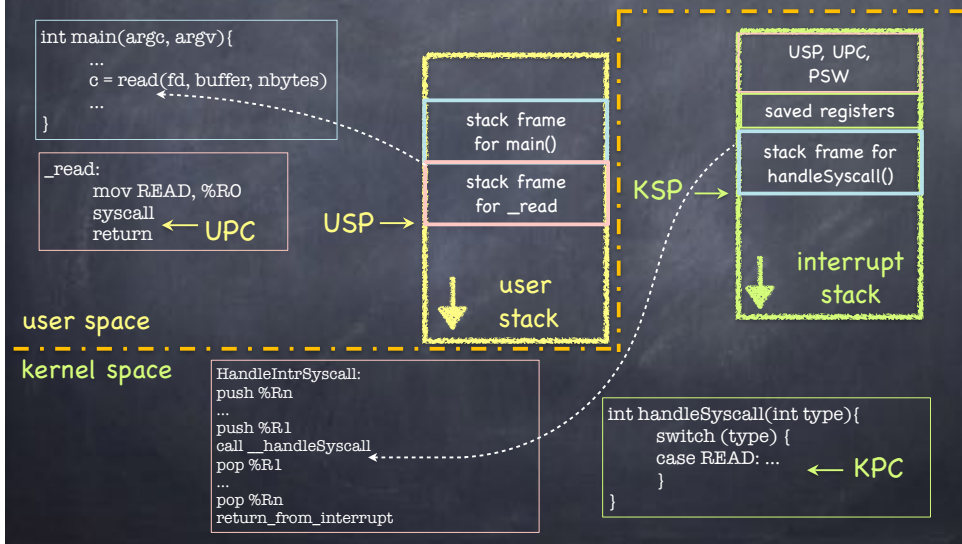 int main(argc, argv){
...
c = read(fd, buffer, nbytes)
...
}
_read:
mov READ, %R0
syscall
return
UPC
USP
stack frame
for main()
stack frame
for _read
user
stack
USP, UPC,
PSW
saved registers
stack frame for
handleSyscall()
KSP
interrupt
stack
user space
kernel space
HandleIntrSyscall:
push %Rn
...
push %R1
call __handleSyscall
pop %R1
...
pop %Rn
return_from_interrupt
int handleSyscall(int type){
switch (type) {
case READ: ...
}
}
KPC